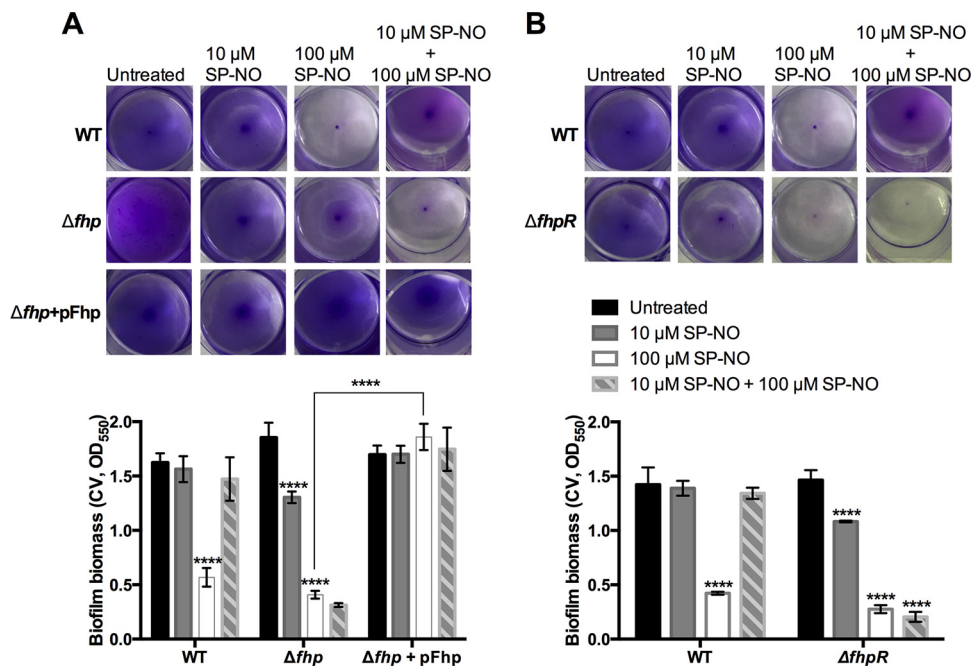 A
Untreated
10 µM
SP-NO
100 µM
SP-NO
10 µM SP-NO
+
100 µM SP-NO
WT
Δfhp
Δfhp+pFhp
Biofilm biomass (CV, OD550)
2.0
1.5
1.0
0.5
0.0
****
****
****
****
WT
Δfhp
Δfhp + pFhp
B
Untreated
10 µM
SP-NO
100 µM
SP-NO
10 µM SP-NO
+
100 µM SP-NO
WT
ΔfhpR
Untreated
10 µM SP-NO
100 µM SP-NO
10 µM SP-NO + 100 µM SP-NO
Biofilm biomass (CV, OD550)
2.0
1.5
1.0
0.5
0.0
****
****
****
****
WT
ΔfhpR